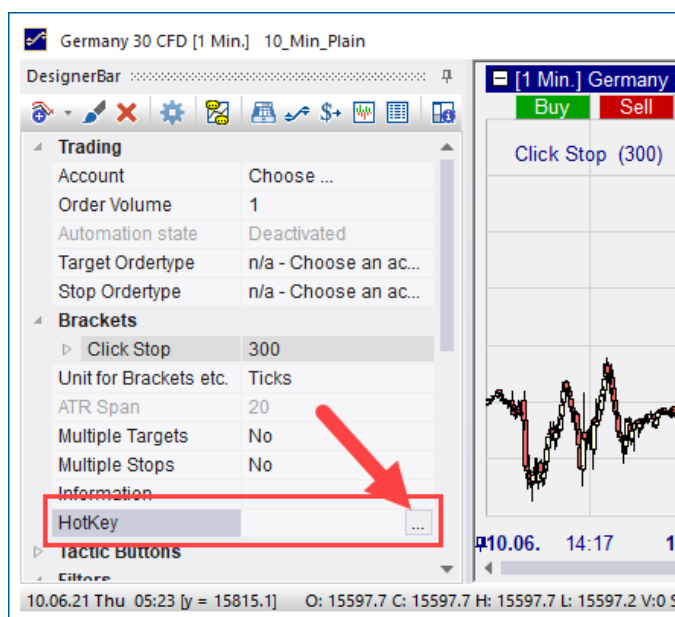 Germany 30 CFD [1 Min.] 10_Min_Plain
DesignerBar
Trading
Account Choose ...
Order Volume 1
Automation state Deactivated
Target Ordertype n/a - Choose an ac...
Stop Ordertype n/a - Choose an ac...
Brackets
Click Stop 300
Unit for Brackets etc. Ticks
ATR Span 20
Multiple Targets No
Multiple Stops No
Information
HotKey ...
Tactic Buttons
Filters
[1 Min.] Germany
Buy Sell
Click Stop (300)
10.06. 14:17 1
10.06.21 Thu 05:23 [y = 15815.1] O: 15597.7 C: 15597.7 H: 15597.7 L: 15597.2 V:0 S